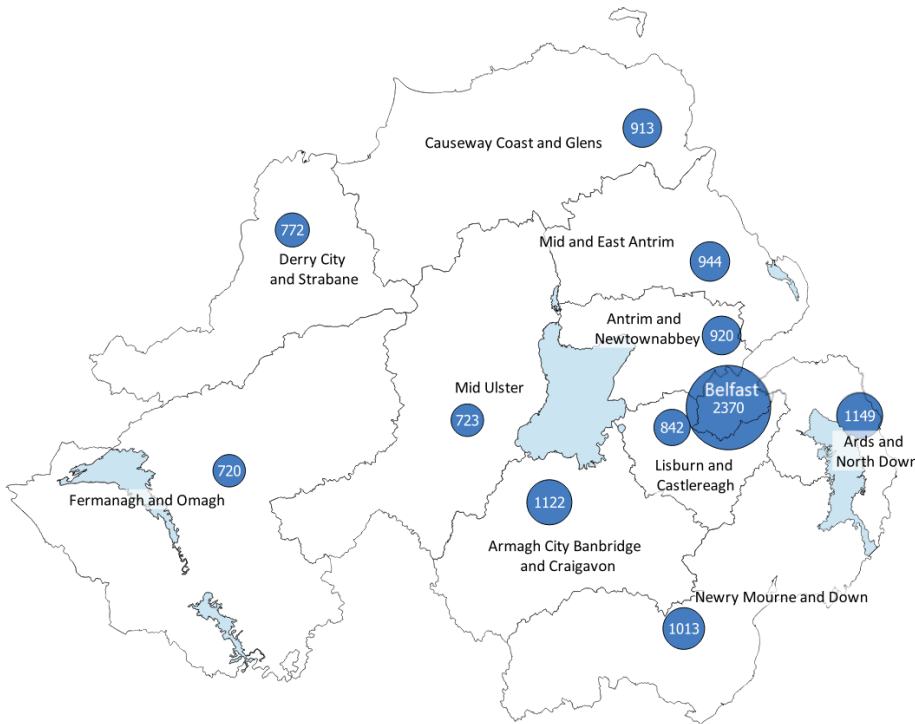 913
Causeway Coast and Glens
772
Derry City
and Strabane
Mid and East Antrim
944
Antrim and
Newtownabbey
920
Belfast
2370
Mid Ulster
723
842
Lisburn and
Castlereagh
1149
Ards and
North Down
720
Fermanagh and Omagh
1122
Armagh City Banbridge
and Craigavon
Newry Mourne and Down
1013